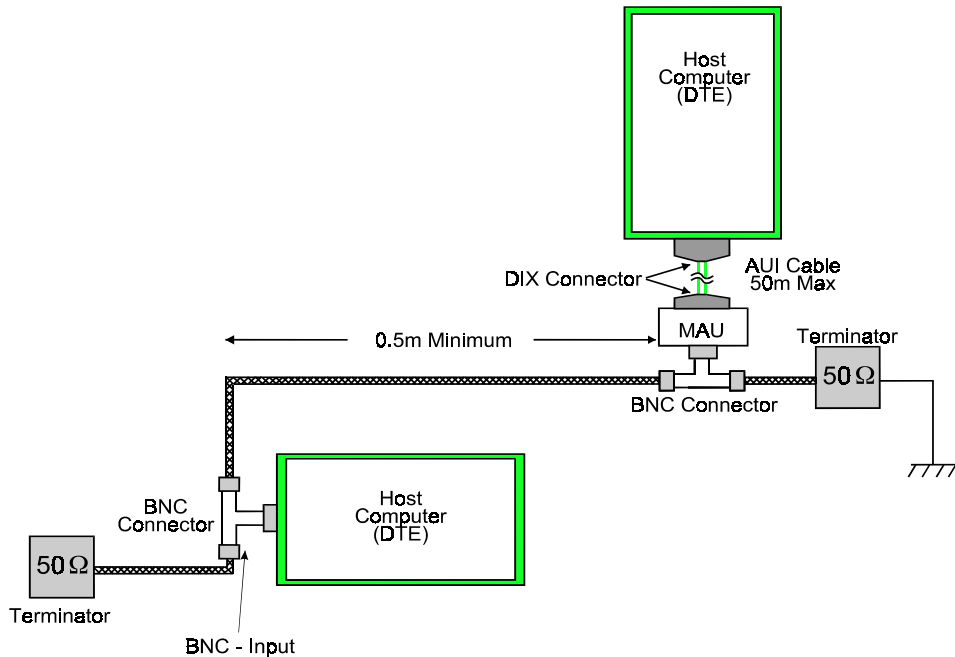 Host
Computer
(DTE)
DIX Connector
AUI Cable
50m Max
MAU
0.5m Minimum
Terminator
50 Ω
BNC Connector
BNC
Connector
Host
Computer
(DTE)
50 Ω
Terminator
BNC - Input